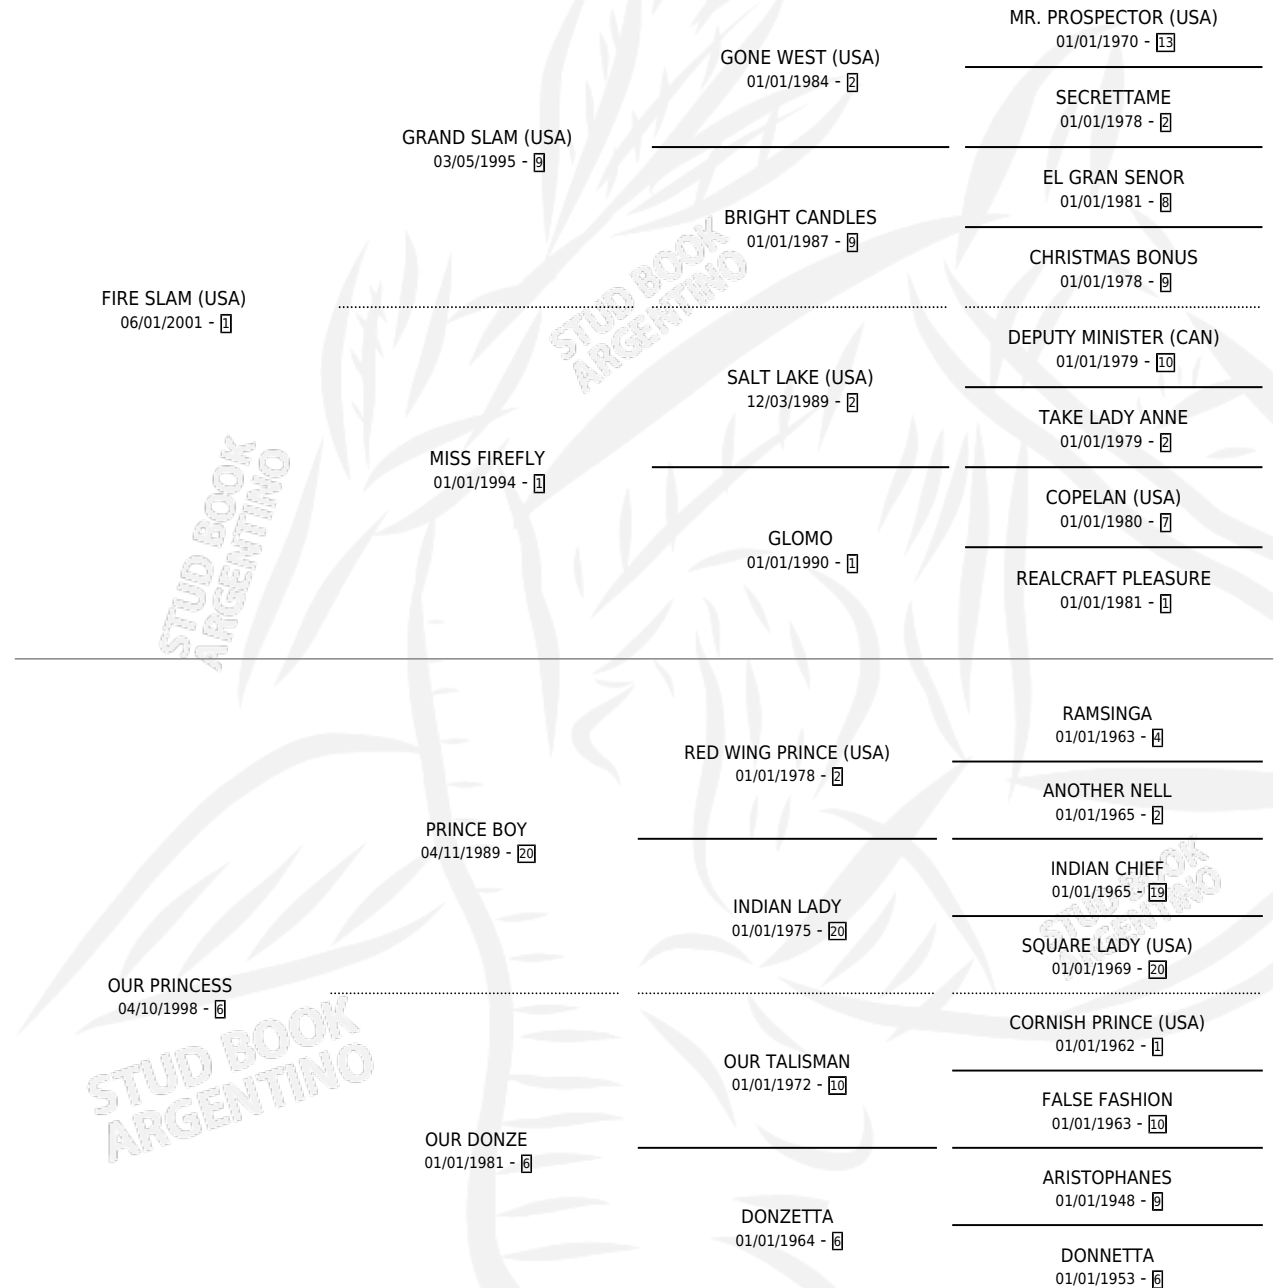 MR. PROSPECTOR (USA)
01/01/1970 - 13
GONE WEST (USA)
01/01/1984 - 2
SECRETTAME
01/01/1978 - 2
GRAND SLAM (USA)
03/05/1995 - 9
EL GRAN SENOR
01/01/1981 - 8
BRIGHT CANDLES
01/01/1987 - 9
CHRISTMAS BONUS
01/01/1978 - 9
FIRE SLAM (USA)
06/01/2001 - 1
DEPUTY MINISTER (CAN)
01/01/1979 - 10
SALT LAKE (USA)
12/03/1989 - 2
TAKE LADY ANNE
01/01/1979 - 2
MISS FIREFLY
01/01/1994 - 1
COPELAN (USA)
01/01/1980 - 7
GLOMO
01/01/1990 - 1
REALCRAFT PLEASURE
01/01/1981 - 1
RAMSINGA
01/01/1963 - 4
RED WING PRINCE (USA)
01/01/1978 - 2
ANOTHER NELL
01/01/1965 - 2
PRINCE BOY
04/11/1989 - 20
INDIAN CHIEF
01/01/1965 - 19
INDIAN LADY
01/01/1975 - 20
SQUARE LADY (USA)
01/01/1969 - 20
OUR PRINCESS
04/10/1998 - 6
CORNISH PRINCE (USA)
01/01/1962 - 1
OUR TALISMAN
01/01/1972 - 10
FALSE FASHION
01/01/1963 - 10
OUR DONZE
01/01/1981 - 6
ARISTOPHANES
01/01/1948 - 9
DONZETTA
01/01/1964 - 6
DONNETTA
01/01/1953 - 6
STUD BOOK
ARGENTINO
STUD BOOK
ARGENTINO
STUD BOOK
ARGENTINO
STUD BOOK
ARGENTINO